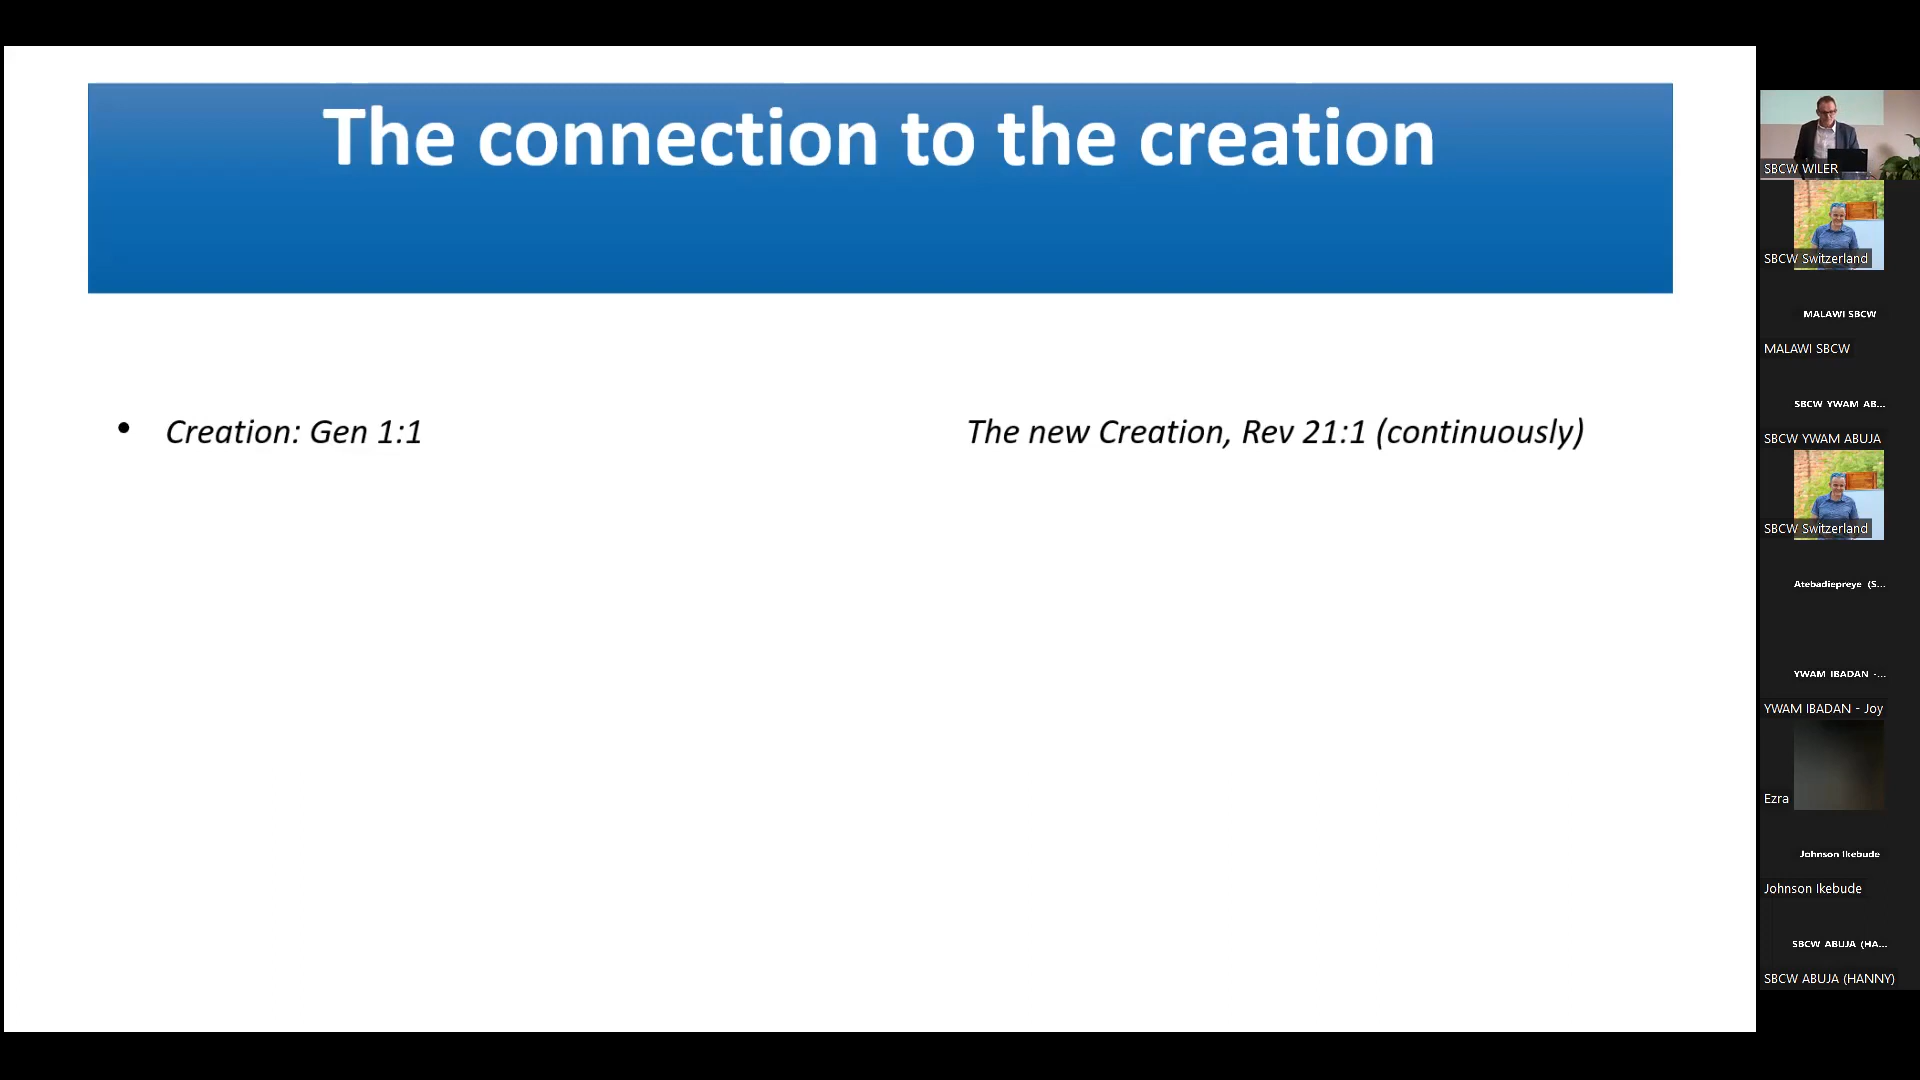 The connection to the creation
• Creation: Gen 1:1 The new Creation, Rev 21:1 (continuously)
SBCW WILER
SBCW Switzerland
MALAWI SBCW
MALAWI SBCW
SBCW YWAM AB...
SBCW YWAM ABUJA
SBCW Switzerland
Atebadiepreye (S...
YWAM IBADAN -...
YWAM IBADAN - Joy
Ezra
Johnson Ikebude
Johnson Ikebude
SBCW ABUJA (HA...
SBCW ABUJA (HANNY)